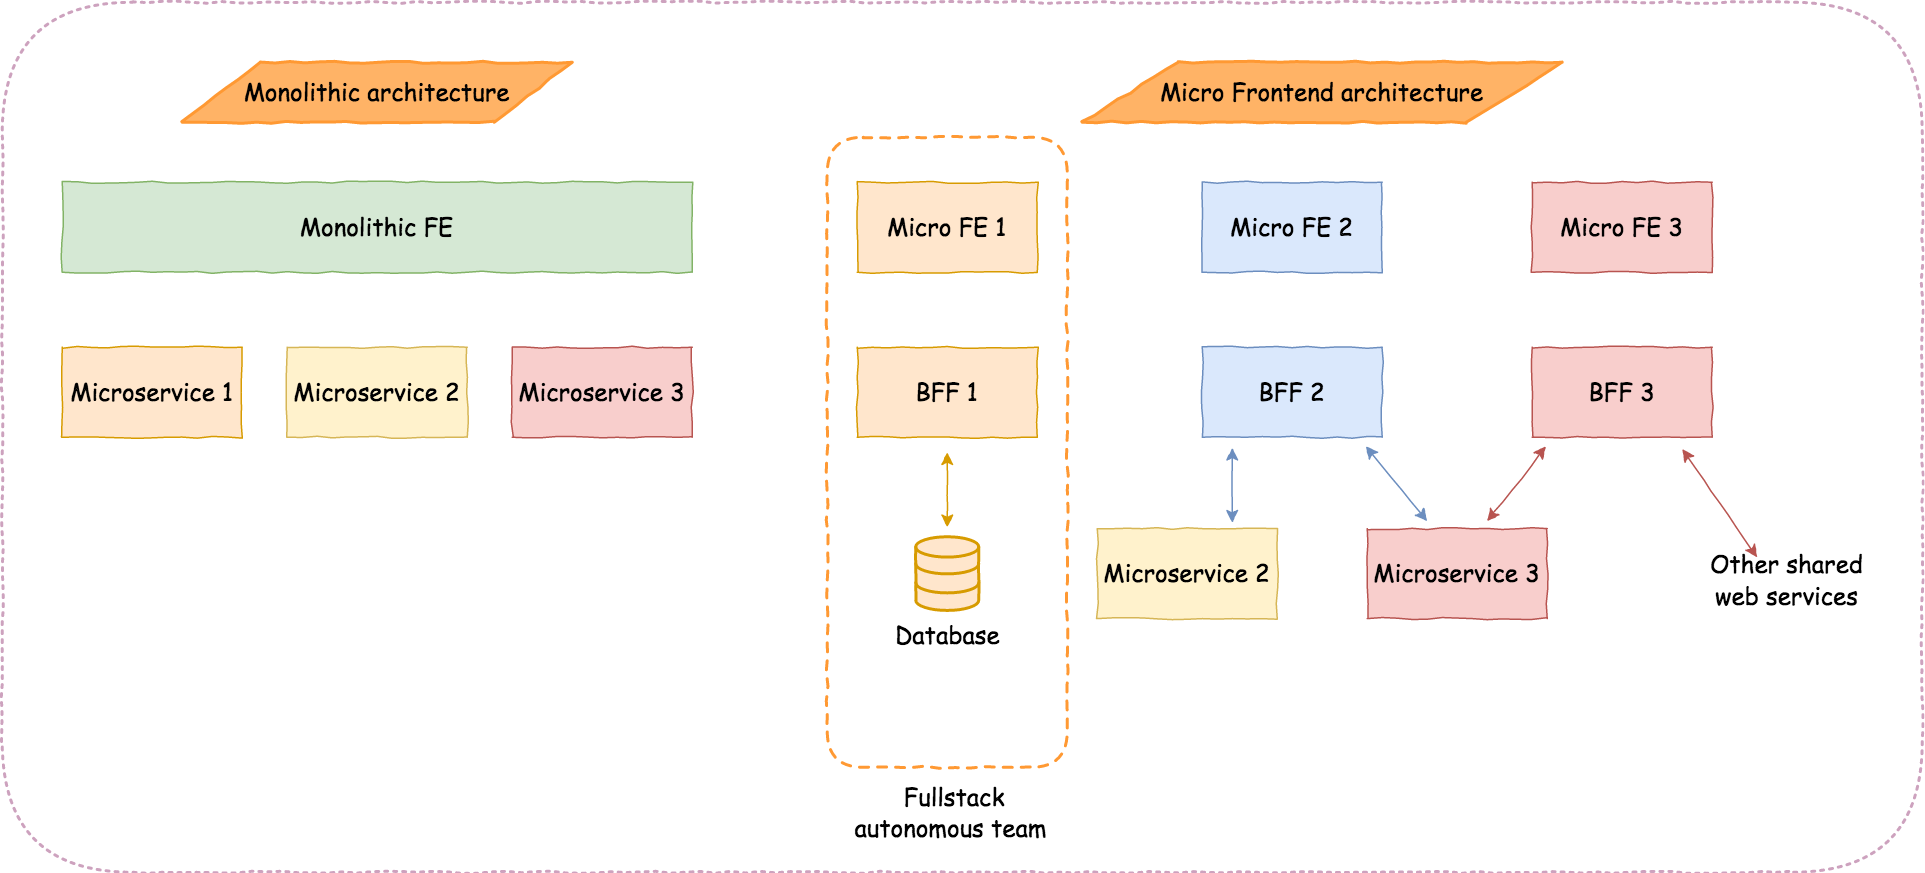 Monolithic architecture
Micro Frontend architecture
Monolithic FE
Micro FE 1
Micro FE 2
Micro FE 3
Microservice 1
Microservice 2
Microservice 3
BFF 1
BFF 2
BFF 3
Microservice 2
Microservice 3
Other shared
web services
Database
Fullstack
autonomous team